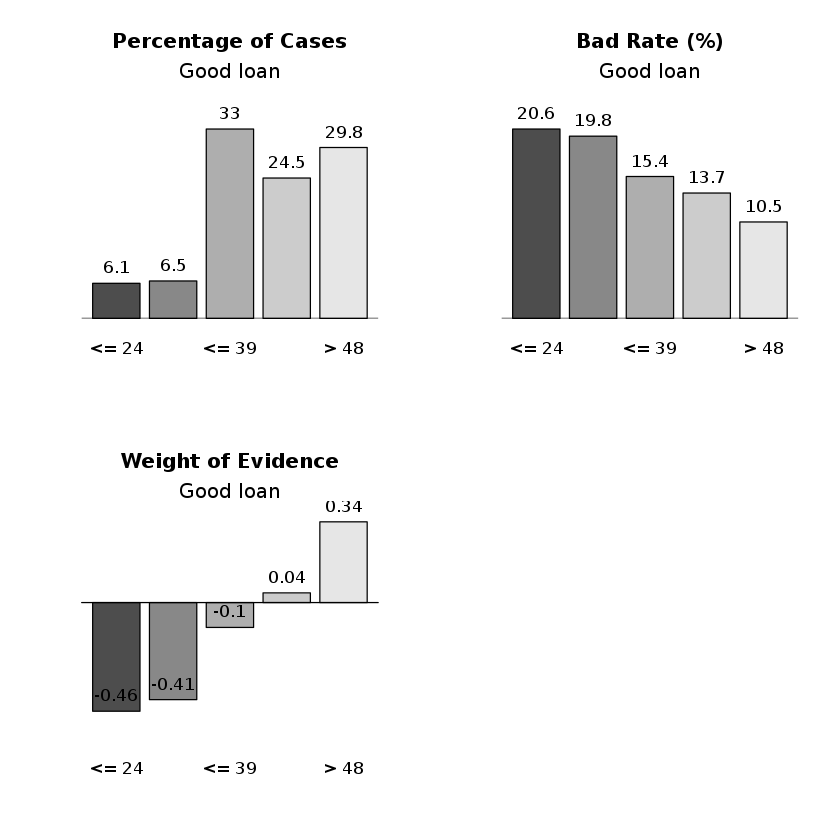 Percentage of Cases
Good loan
33
29.8
24.5
6.1 6.5
<= 24 <= 39 > 48
Bad Rate (%)
Good loan
20.6 19.8
15.4
13.7
10.5
<= 24 <= 39 > 48
Weight of Evidence
Good loan
0.34
0.04
-0.1
-0.46 -0.41
<= 24 <= 39 > 48